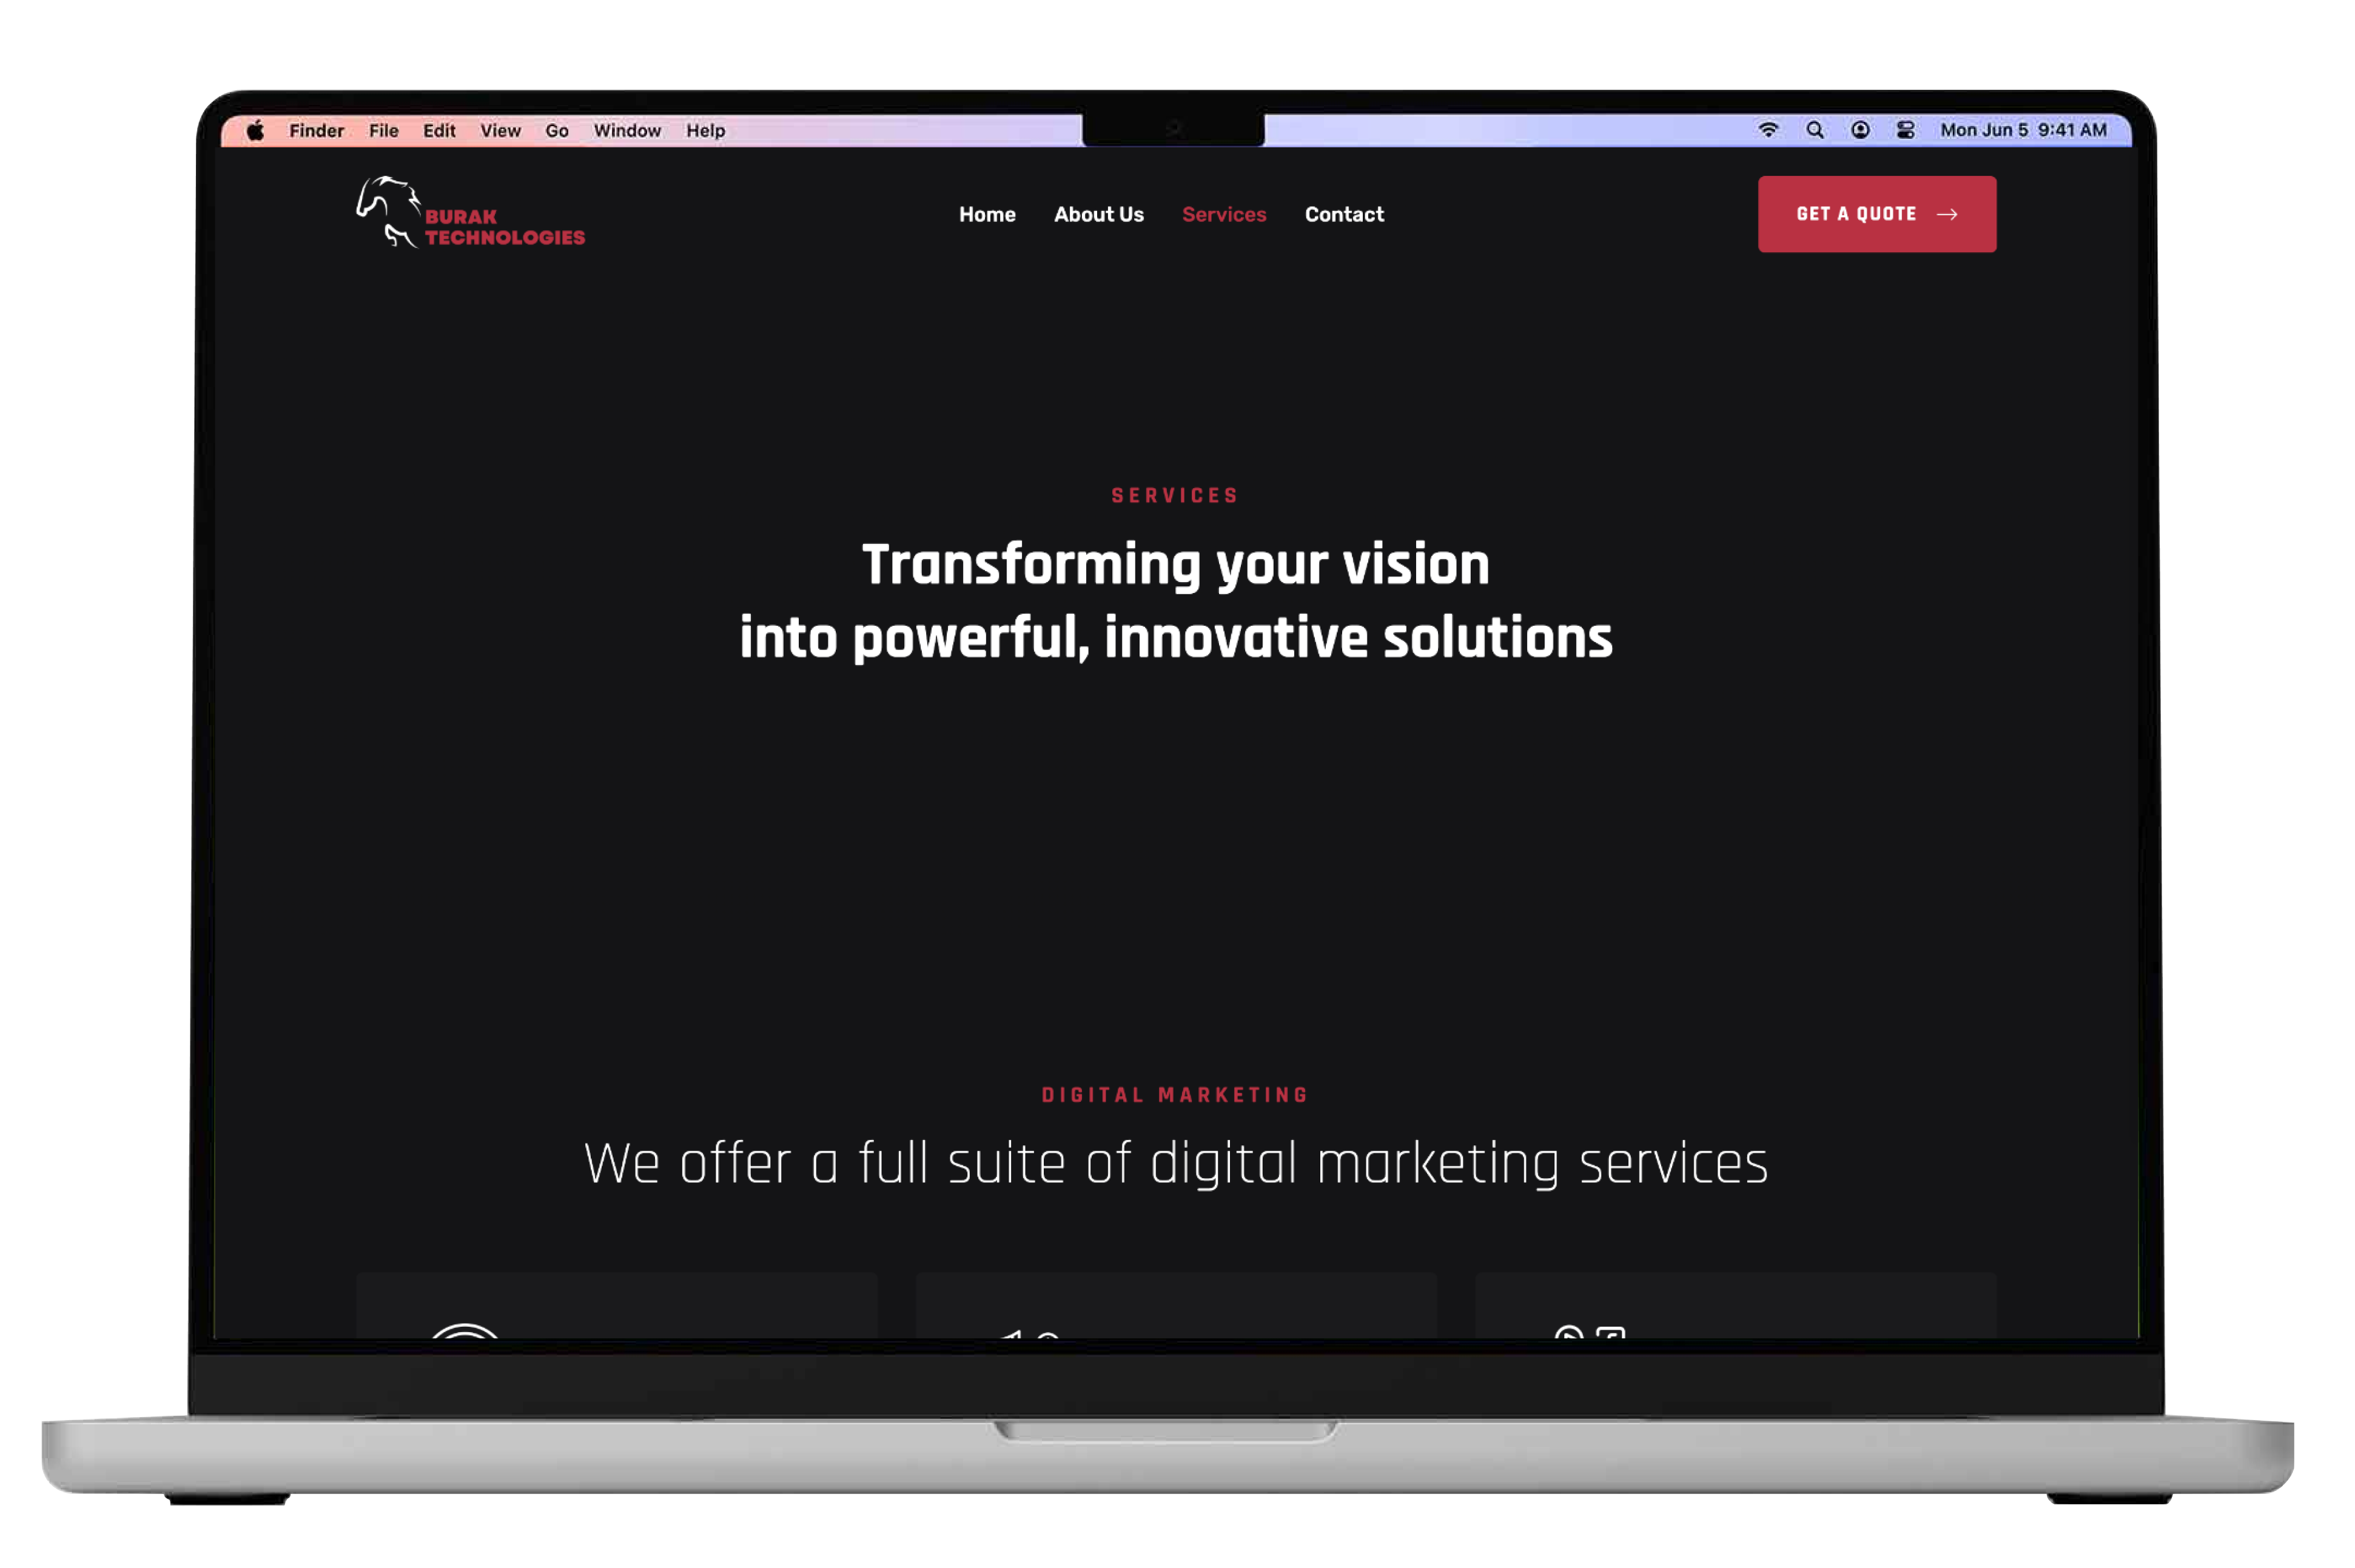 Finder File Edit View Go Window Help
Mon Jun 5 9:41 AM
BURAK
TECHNOLOGIES
Home About Us Services Contact
GET A QUOTE →
SERVICES
Transforming your vision
into powerful, innovative solutions
DIGITAL MARKETING
We offer a full suite of digital marketing services